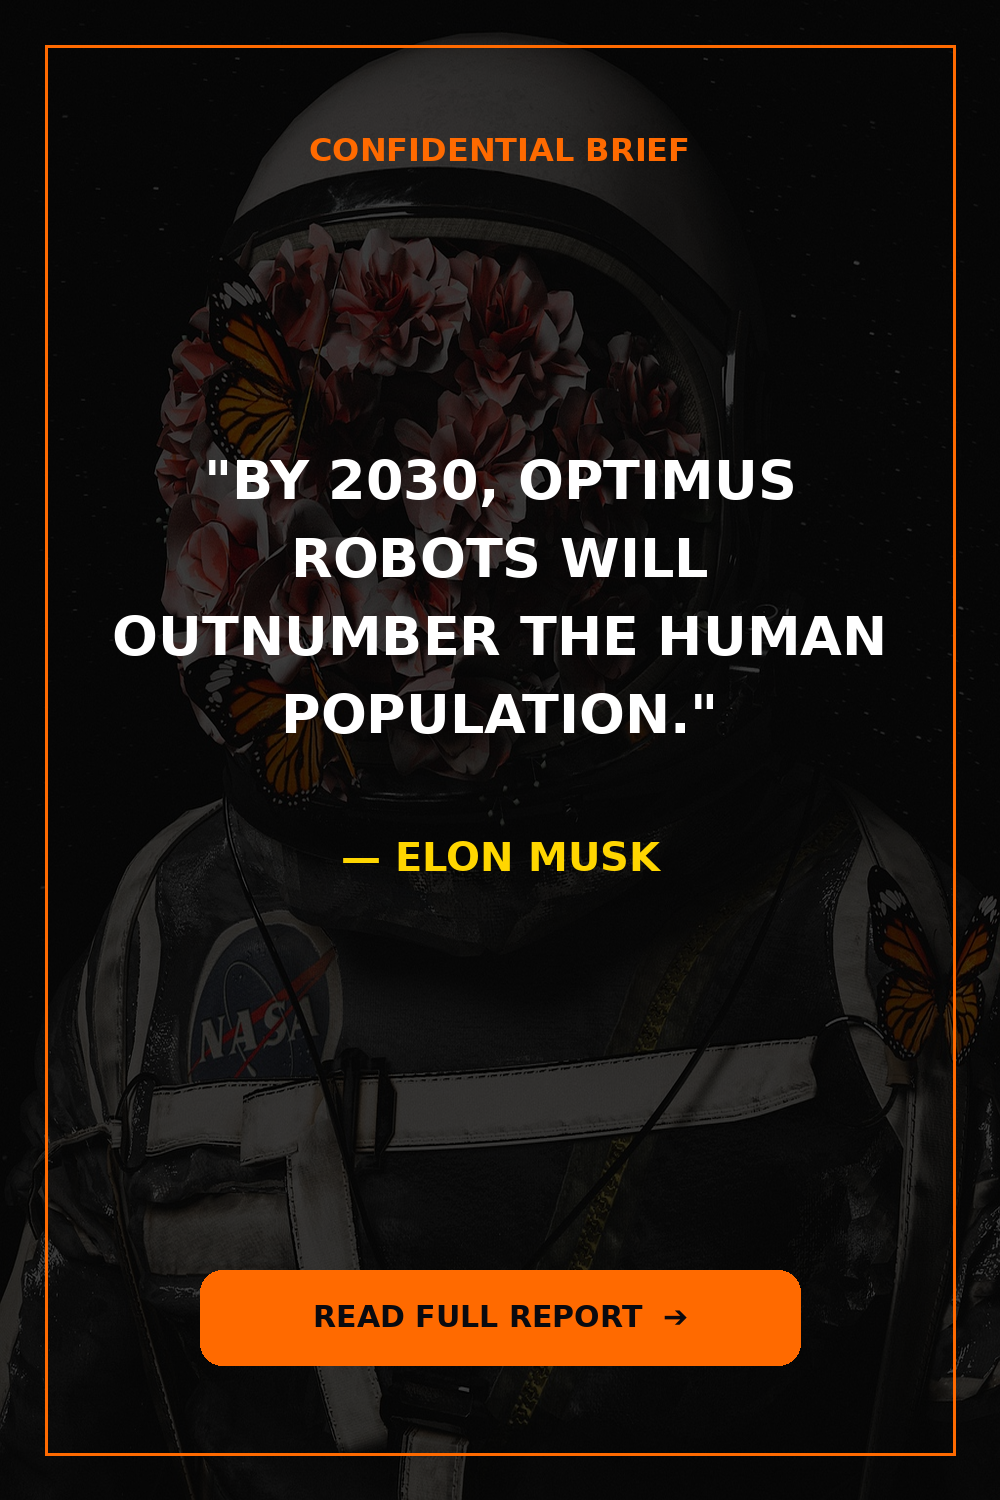 CONFIDENTIAL BRIEF
"BY 2030, OPTIMUS
ROBOTS WILL
OUTNUMBER THE HUMAN
POPULATION."
— ELON MUSK
NASA
READ FULL REPORT ➔